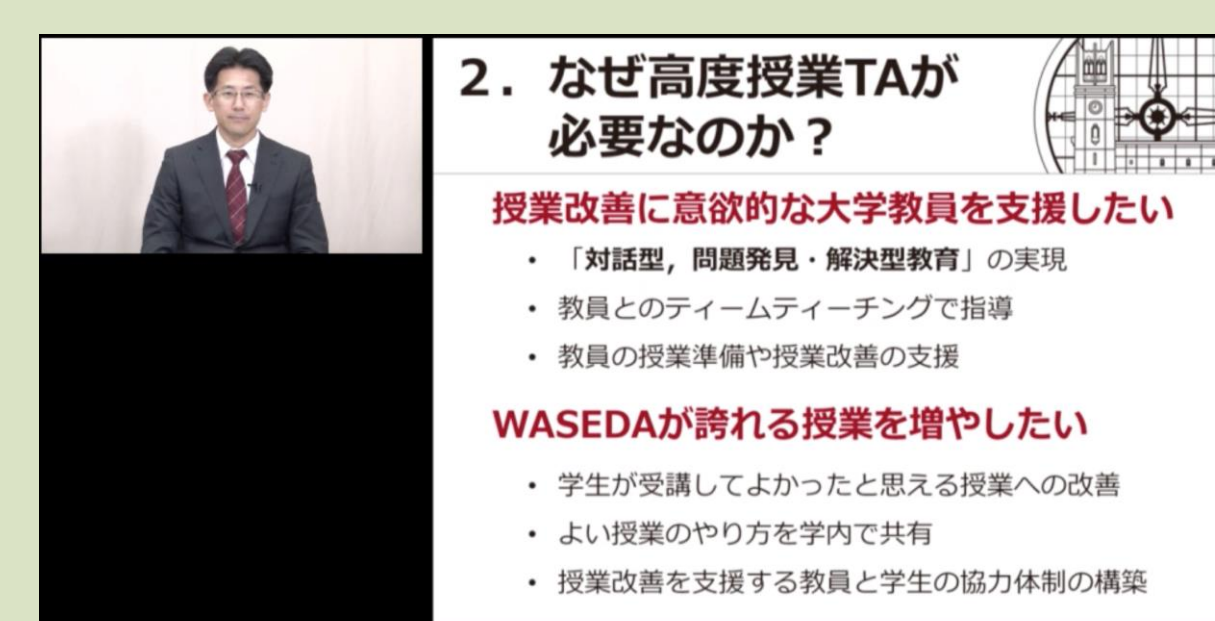 2．なぜ高度授業TAが
必要なのか？
授業改善に意欲的な大学教員を支援したい
• 「対話型，問題発見・解決型教育」の実現
• 教員とのティームティーチングで指導
• 教員の授業準備や授業改善の支援
WASEDAが誇れる授業を増やしたい
• 学生が受講してよかったと思える授業への改善
• よい授業のやり方を学内で共有
• 授業改善を支援する教員と学生の協力体制の構築